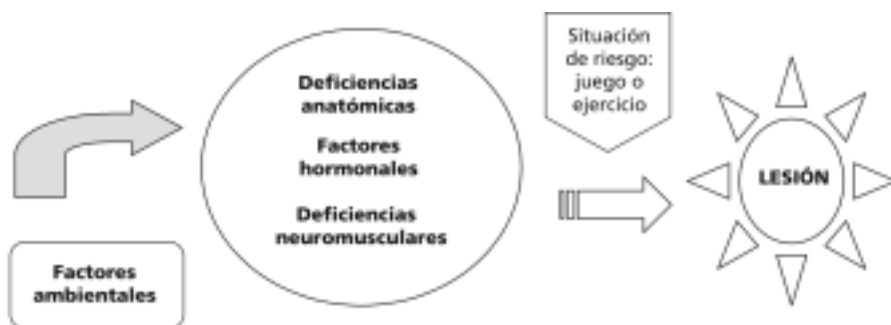 Factores
ambientales
Deficiencias
anatómicas
Factores
hormonales
Deficiencias
neuromusculares
Situación
de riesgo:
juego o
ejercicio
LESIÓN